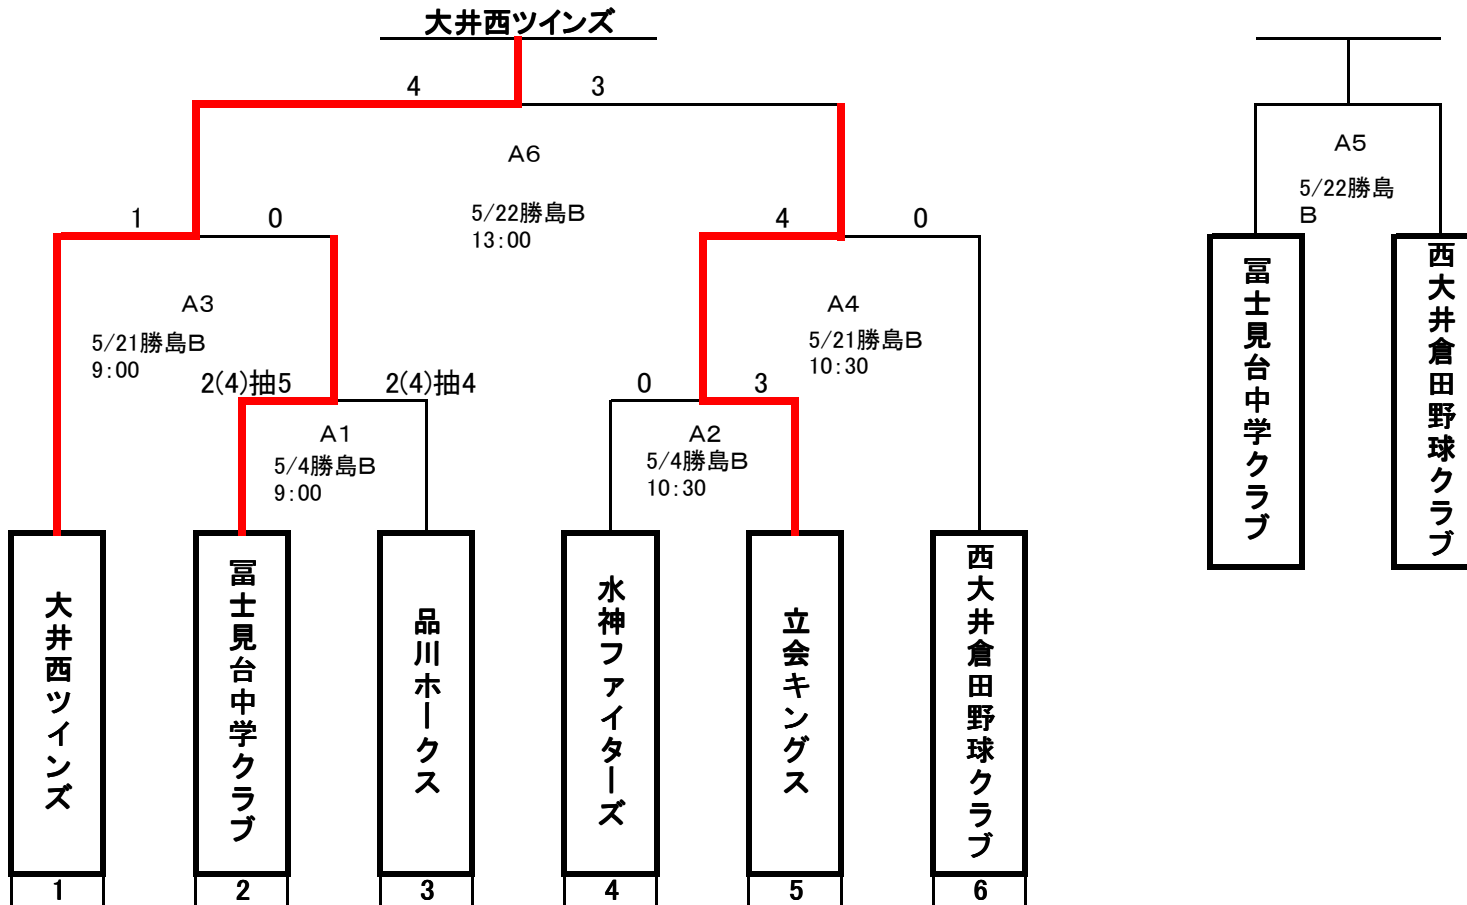 大井西ツインズ
4
3
A6
5/22勝島B
13:00
A5
5/22勝島
B
1
0
4
0
A3
5/21勝島B
9:00
A4
5/21勝島B
10:30
2(4)抽5
2(4)抽4
0
3
A1
5/4勝島B
9:00
A2
5/4勝島B
10:30
冨士見台中学クラブ
西大井倉田野球クラブ
大井西ツインズ
冨士見台中学クラブ
品川ホークス
水神ファイターズ
立会キングス
西大井倉田野球クラブ
1
2
3
4
5
6